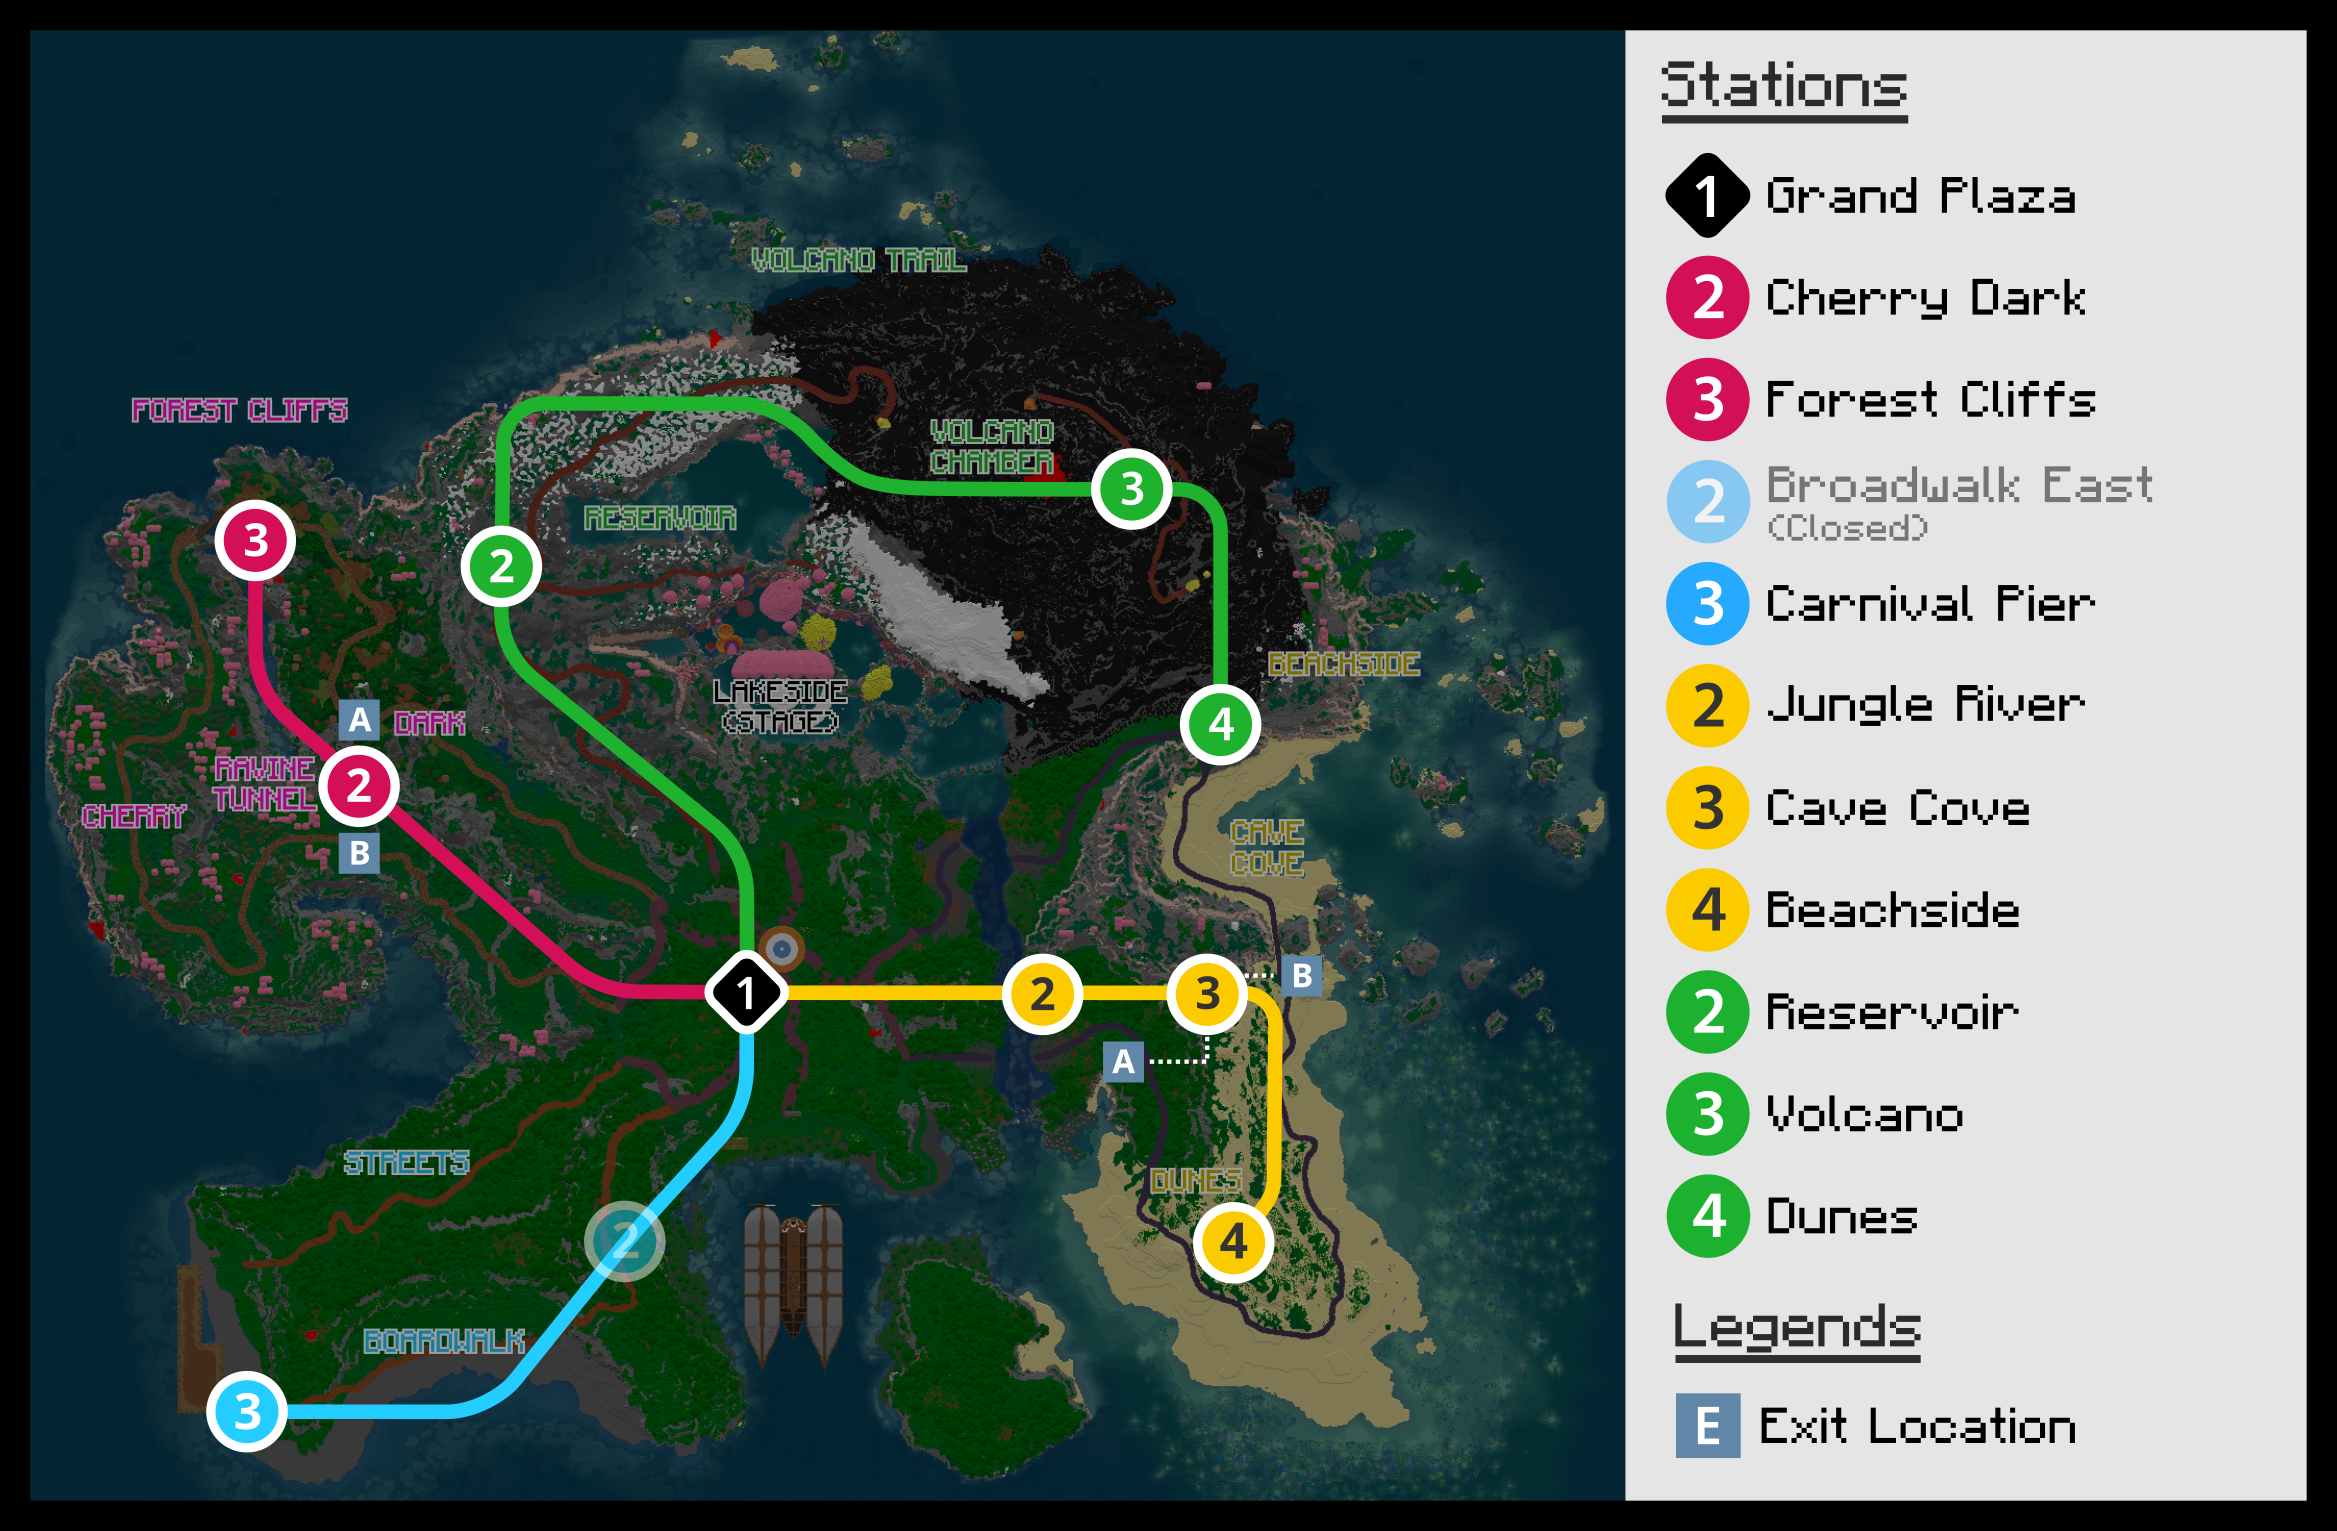 VOLCANO TRAIL
FOREST CLIFFS
VOLCANO
CHAMBER
3
RESERVOIR
3
2
BEACHSIDE
LAKESIDE
(STAGE)
4
A
DARK
RAVINE
TUNNEL
2
CHERRY
B
CAVE
COVE
1
2
3
B
A
STREETS
DUNES
2
4
BOARDWALK
3
Stations
1 Grand Plaza
2 Cherry Dark
3 Forest Cliffs
2 Broadwalk East
(Closed)
3 Carnival Pier
2 Jungle River
3 Cave Cove
4 Beachside
2 Reservoir
3 Volcano
4 Dunes
Legends
E Exit Location